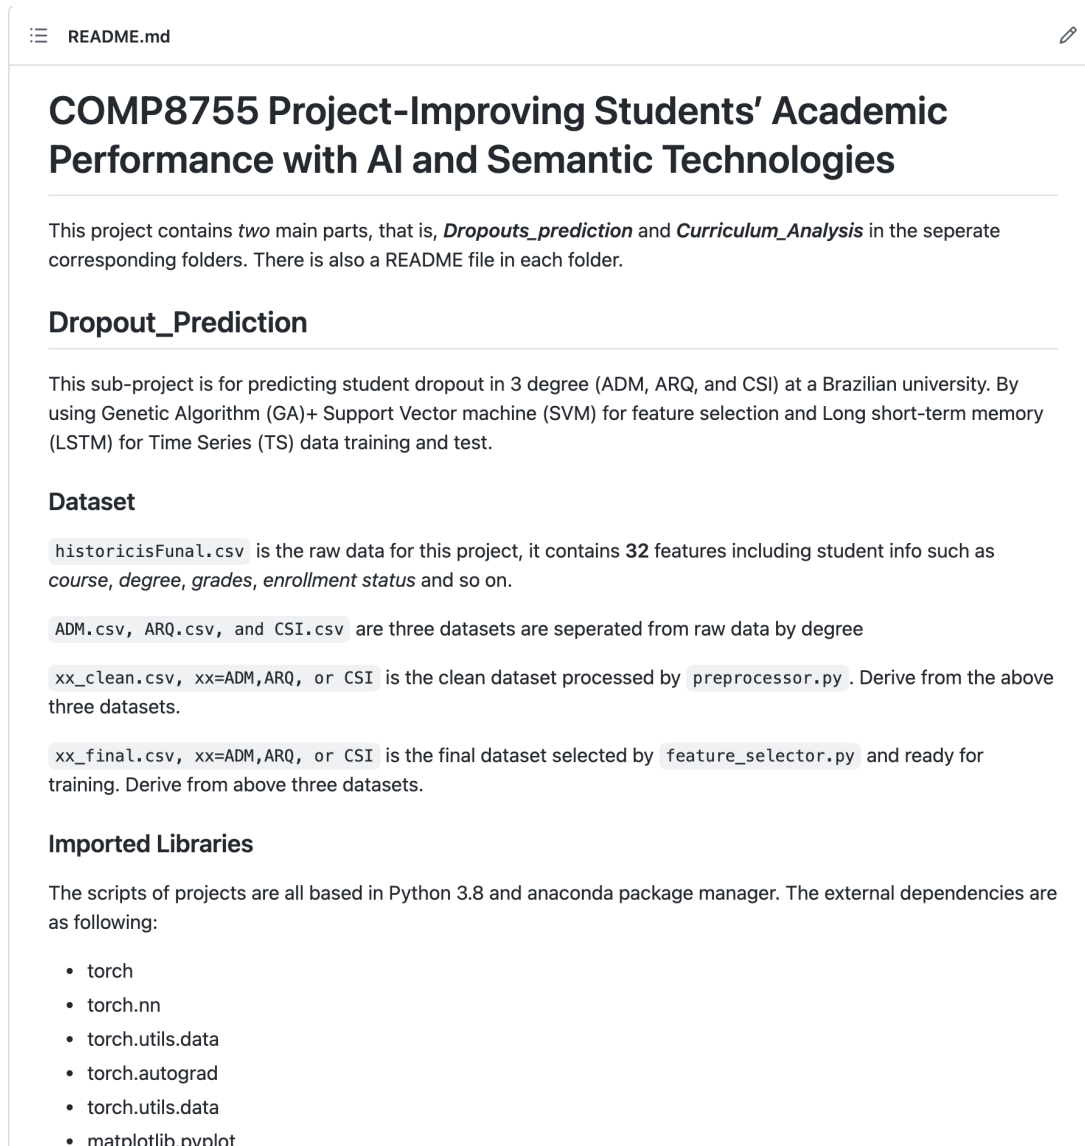 README.md
COMP8755 Project-Improving Students’ Academic
Performance with AI and Semantic Technologies
This project contains two main parts, that is, Dropouts_prediction and Curriculum_Analysis in the seperate
corresponding folders. There is also a README file in each folder.
Dropout_Prediction
This sub-project is for predicting student dropout in 3 degree (ADM, ARQ, and CSI) at a Brazilian university. By
using Genetic Algorithm (GA)+ Support Vector machine (SVM) for feature selection and Long short-term memory
(LSTM) for Time Series (TS) data training and test.
Dataset
historicisFunal.csv is the raw data for this project, it contains 32 features including student info such as
course, degree, grades, enrollment status and so on.
ADM.csv, ARQ.csv, and CSI.csv are three datasets are seperated from raw data by degree
xx_clean.csv, xx=ADM,ARQ, or CSI is the clean dataset processed by preprocessor.py. Derive from the above
three datasets.
xx_final.csv, xx=ADM,ARQ, or CSI is the final dataset selected by feature_selector.py and ready for
training. Derive from above three datasets.
Imported Libraries
The scripts of projects are all based in Python 3.8 and anaconda package manager. The external dependencies are
as following:
• torch
• torch.nn
• torch.utils.data
• torch.autograd
• torch.utils.data
• matplotlib.pyplot